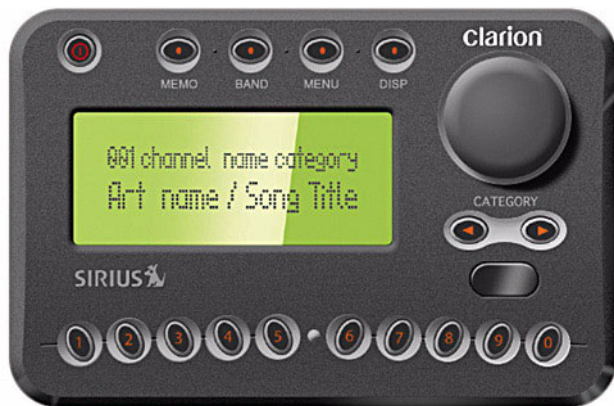 clarion
MEMO BAND MENU DISP
001 channel name category
Art name / Song Title
CATEGORY
SIRIUS
1 2 3 4 5 6 7 8 9 0